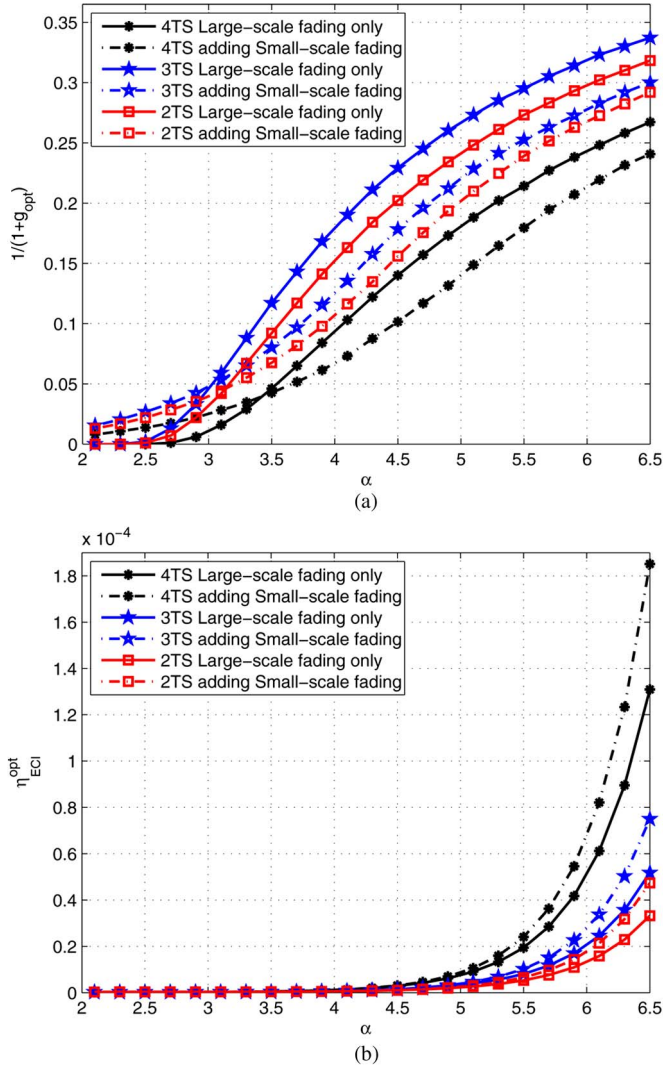 0.35
0.3
0.25
0.2
0.15
0.1
0.05
0
1/(1+g_opt)
4TS Large-scale fading only
4TS adding Small-scale fading
3TS Large-scale fading only
3TS adding Small-scale fading
2TS Large-scale fading only
2TS adding Small-scale fading
2 2.5 3 3.5 4 4.5 5 5.5 6 6.5
α
(a)
x 10^-4
1.8
1.6
1.4
1.2
1
0.8
0.6
0.4
0.2
0
η_ECI^opt
4TS Large-scale fading only
4TS adding Small-scale fading
3TS Large-scale fading only
3TS adding Small-scale fading
2TS Large-scale fading only
2TS adding Small-scale fading
2 2.5 3 3.5 4 4.5 5 5.5 6 6.5
α
(b)